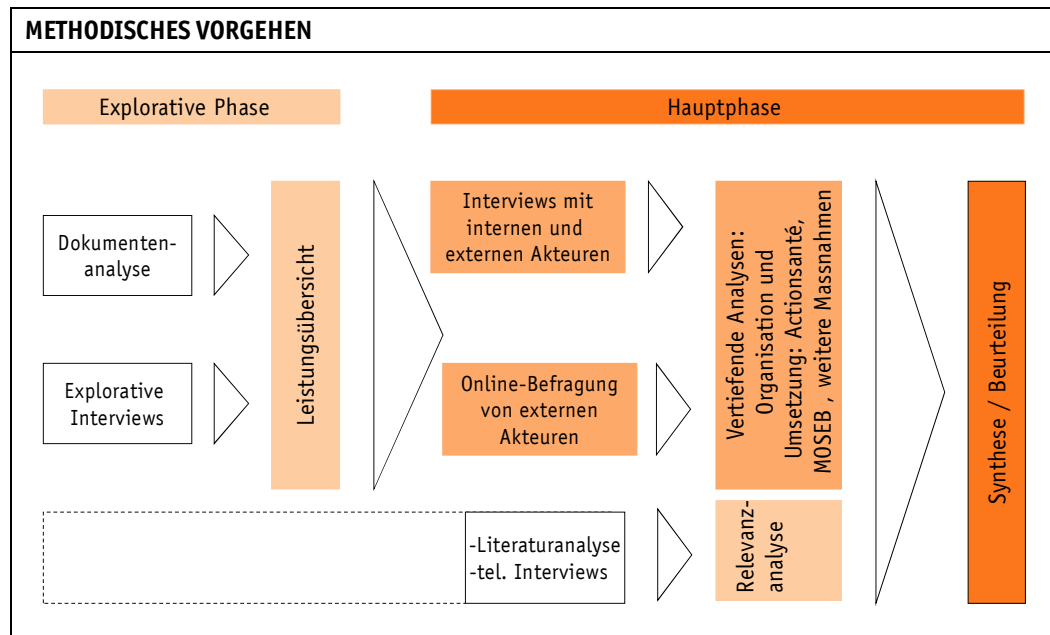 METHODISCHES VORGEHEN
Explorative Phase
Hauptphase
Dokumenten-
analyse
Explorative
Interviews
Leistungsübersicht
Interviews mit
internen und
externen Akteuren
Online-Befragung
von externen
Akteuren
-Literaturanalyse
-tel. Interviews
Vertiefende Analysen:
Organisation und
Umsetzung: Actionsanté,
MOSEB , weitere Massnahmen
Relevanz-
analyse
Synthese / Beurteilung